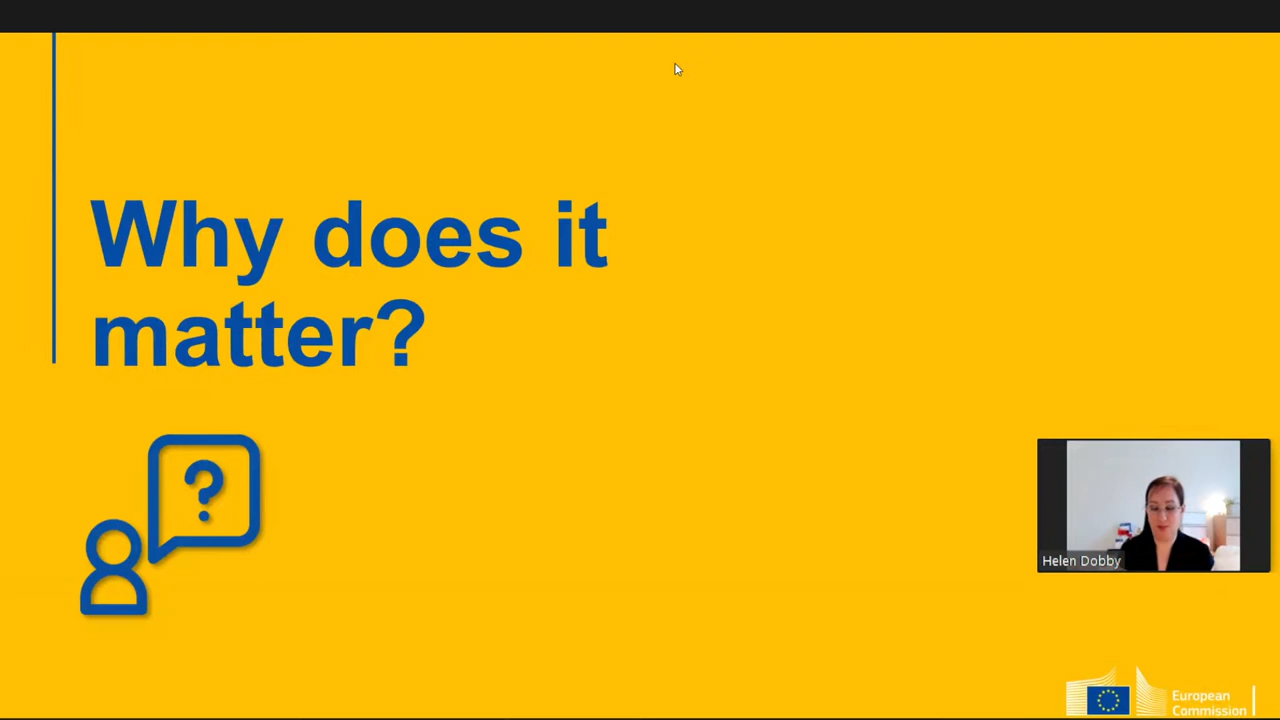 Why does it
matter?
?
Helen Dobby
European
Commission